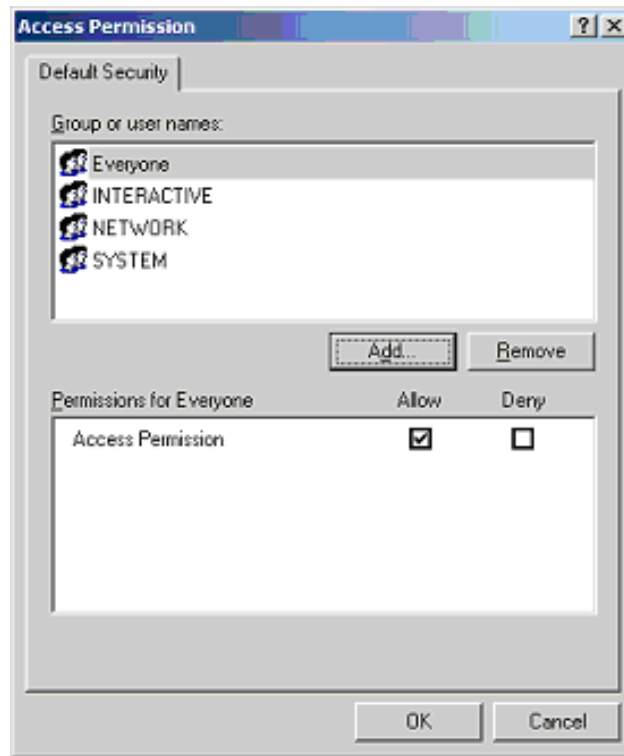 Access Permission
Default Security
Group or user names:
Everyone
INTERACTIVE
NETWORK
SYSTEM
Add... Remove
Permissions for Everyone Allow Deny
Access Permission
OK Cancel